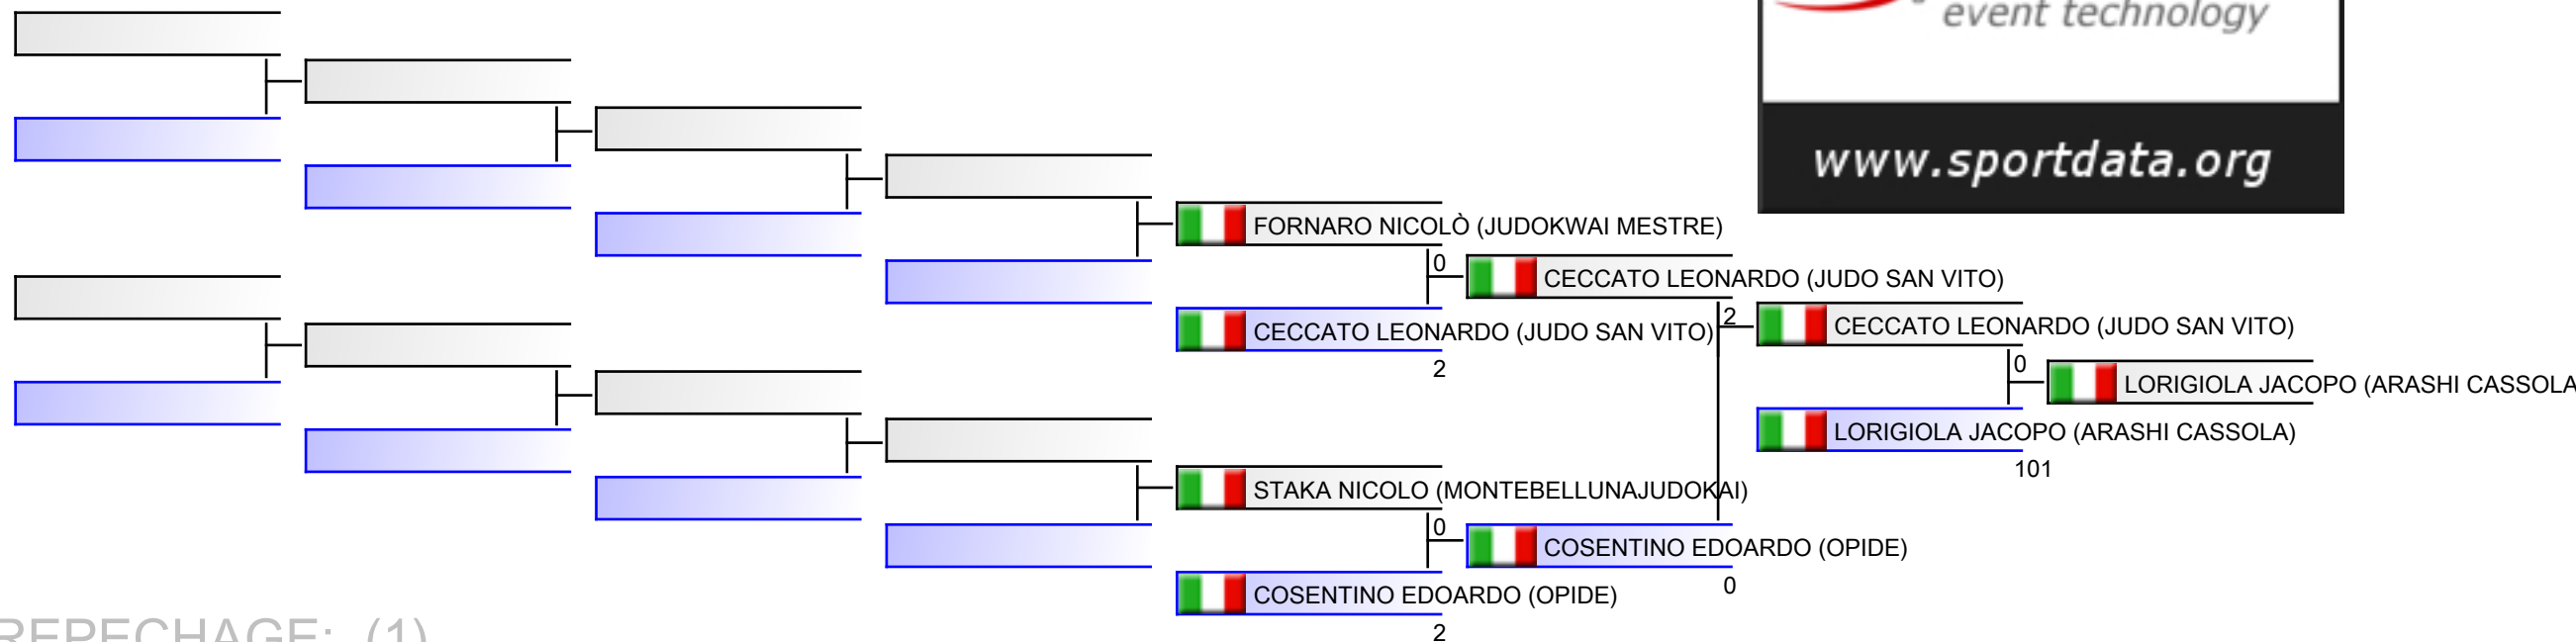 event technology
www.sportdata.org
FORNARO NICOLÒ (JUDOKWAI MESTRE)
0
CECCATO LEONARDO (JUDO SAN VITO)
CECCATO LEONARDO (JUDO SAN VITO)
2
2
CECCATO LEONARDO (JUDO SAN VITO)
0
LORIGIOLA JACOPO (ARASHI CASSOLA
LORIGIOLA JACOPO (ARASHI CASSOLA)
101
STAKA NICOLO (MONTEBELLUNAJUDOKAI)
0
COSENTINO EDOARDO (OPIDE)
0
COSENTINO EDOARDO (OPIDE)
2
REPECHAGE: (1)